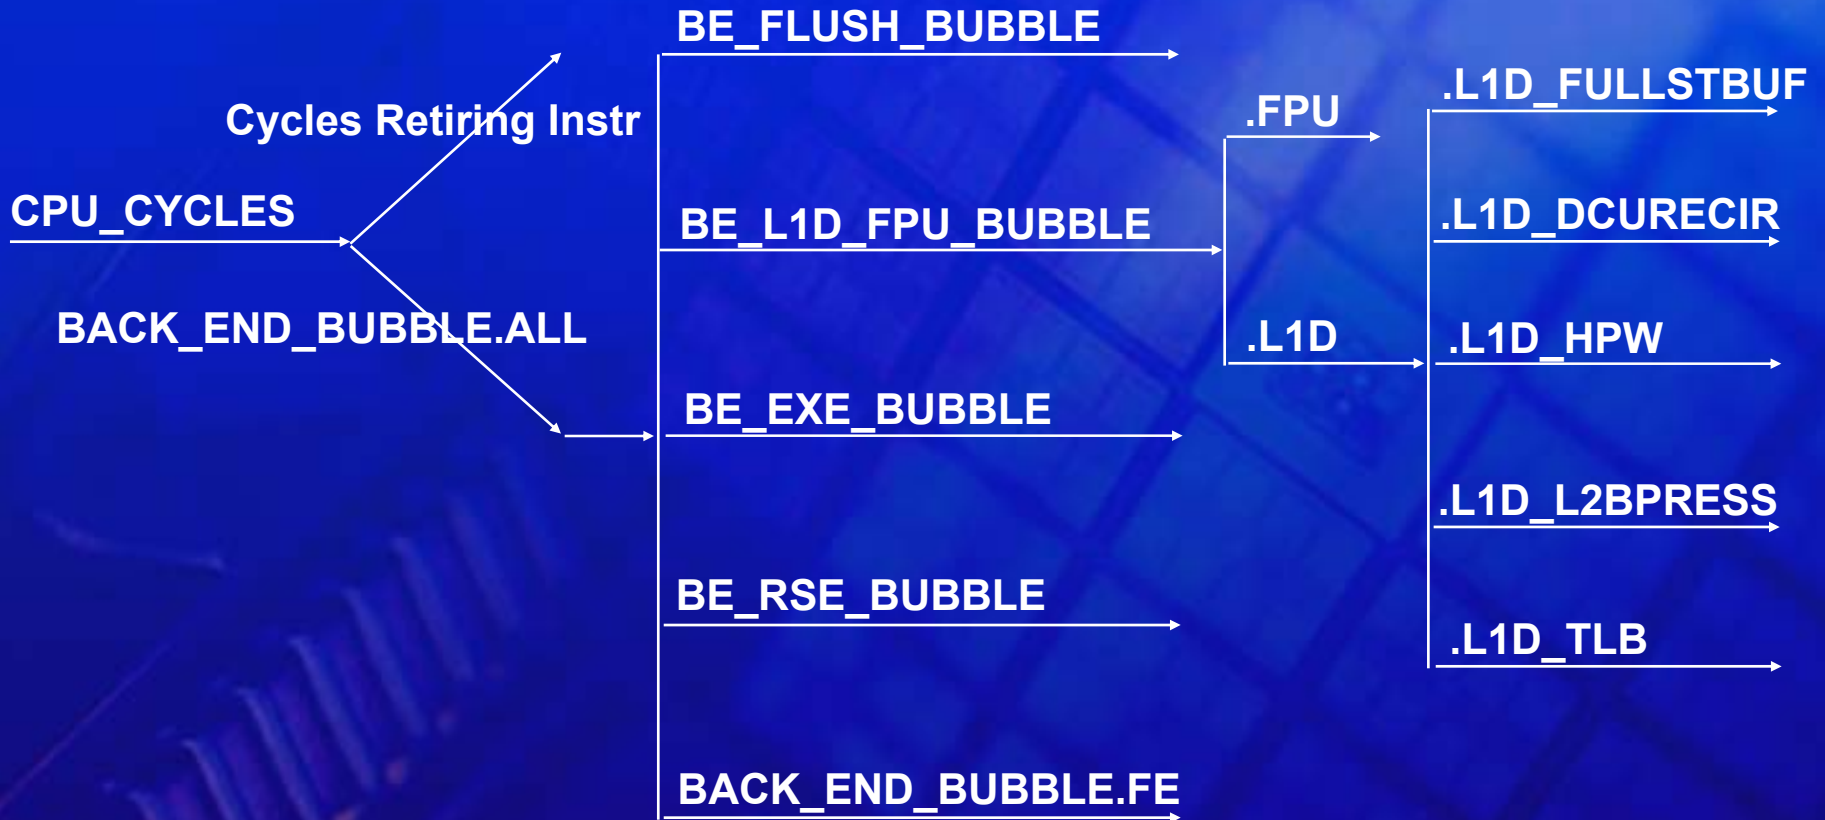 BE_FLUSH_BUBBLE
.L1D_FULLSTBUF
.FPU
Cycles Retiring Instr
CPU_CYCLES
BE_L1D_FPU_BUBBLE
.L1D_DCURECIR
BACK_END_BUBBLE.ALL
.L1D
.L1D_HPW
BE_EXE_BUBBLE
.L1D_L2BPRESS
BE_RSE_BUBBLE
.L1D_TLB
BACK_END_BUBBLE.FE